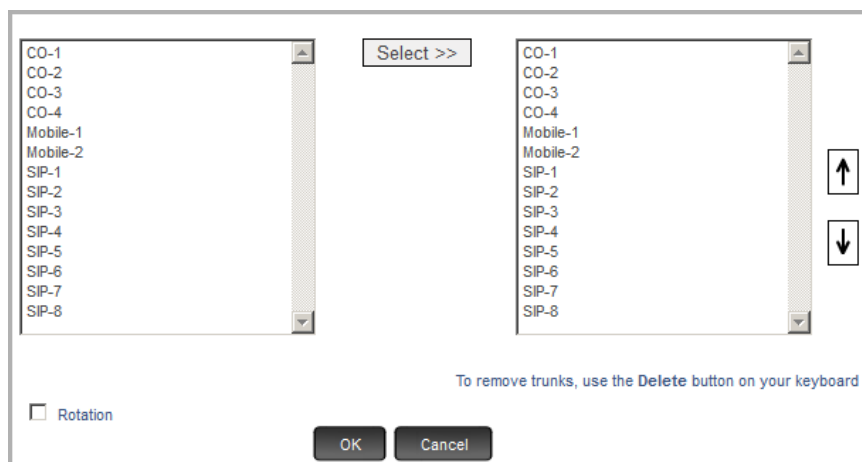 CO-1
CO-2
CO-3
CO-4
Mobile-1
Mobile-2
SIP-1
SIP-2
SIP-3
SIP-4
SIP-5
SIP-6
SIP-7
SIP-8
Select >>
CO-1
CO-2
CO-3
CO-4
Mobile-1
Mobile-2
SIP-1
SIP-2
SIP-3
SIP-4
SIP-5
SIP-6
SIP-7
SIP-8
To remove trunks, use the Delete button on your keyboard
Rotation
OK Cancel